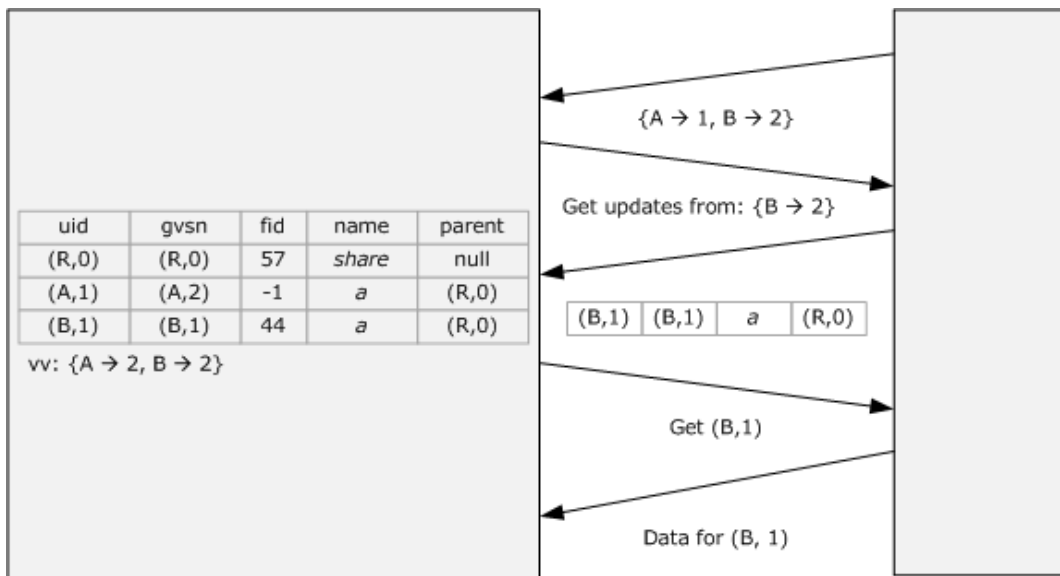 {A → 1, B → 2}
Get updates from: {B → 2}
uid gvsn fid name parent
(R,0) (R,0) 57 share null
(A,1) (A,2) -1 a (R,0)
(B,1) (B,1) 44 a (R,0)
vv: {A → 2, B → 2}
(B,1) (B,1) a (R,0)
Get (B,1)
Data for (B, 1)